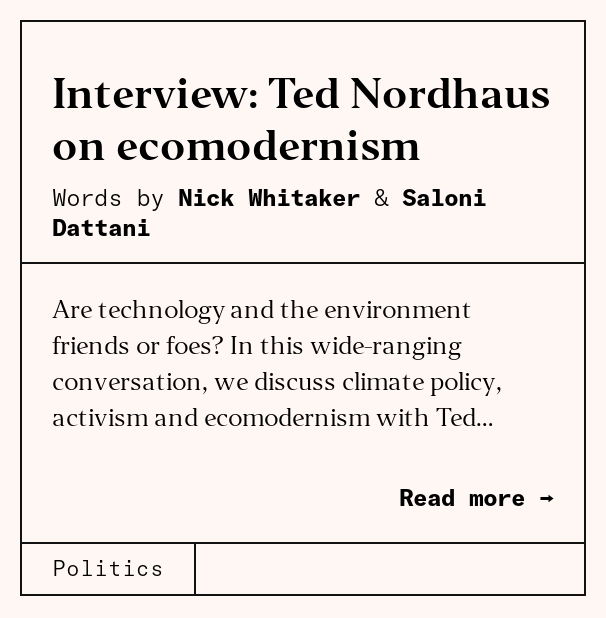 Interview: Ted Nordhaus
on ecomodernism
Words by Nick Whitaker & Saloni
Dattani
Are technology and the environment
friends or foes? In this wide-ranging
conversation, we discuss climate policy,
activism and ecomodernism with Ted...
Read more →
Politics